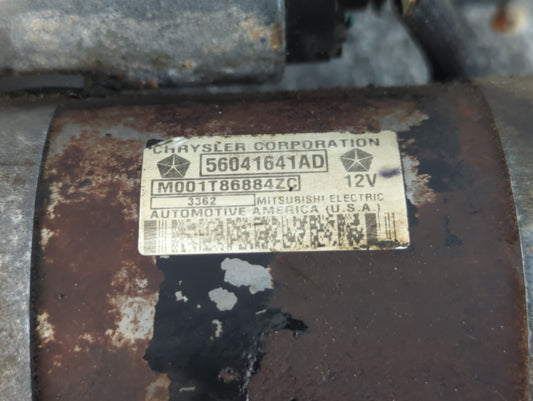 CHRYSLER CORPORATION
56041641AD
M001T86884ZC 12V
3362 MITSUBISHI ELECTRIC
AUTOMOTIVE AMERICA (U.S.A.)